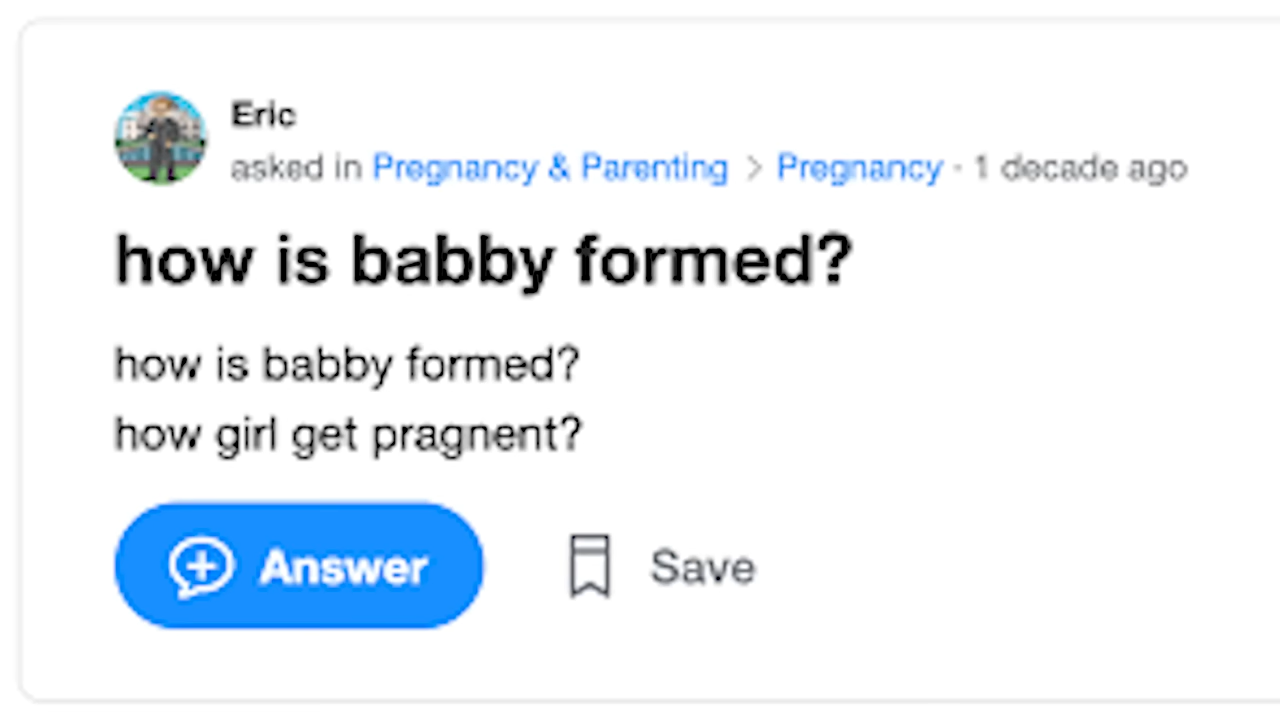 Eric
asked in Pregnancy & Parenting > Pregnancy · 1 decade ago
how is babby formed?
how is babby formed?
how girl get pragnent?
Answer Save